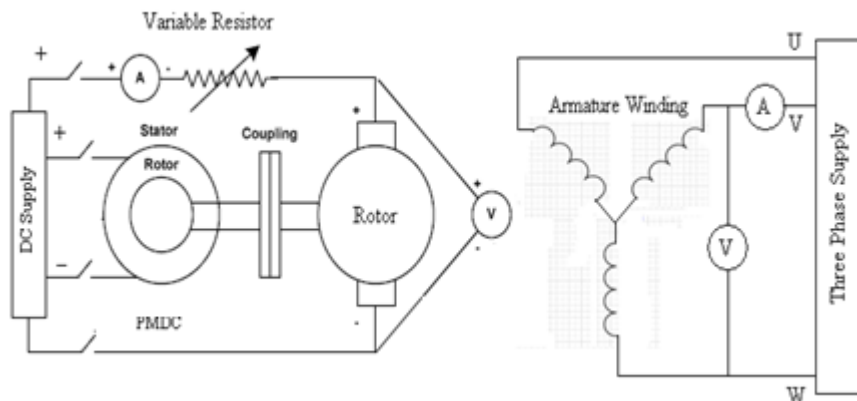 Variable Resistor
U
+
+
-
A
Armature Winding
A
V
+
Stator
Coupling
+
Rotor
DC Supply
Rotor
+
V
-
V
Three Phase Supply
−
PMDC
-
W